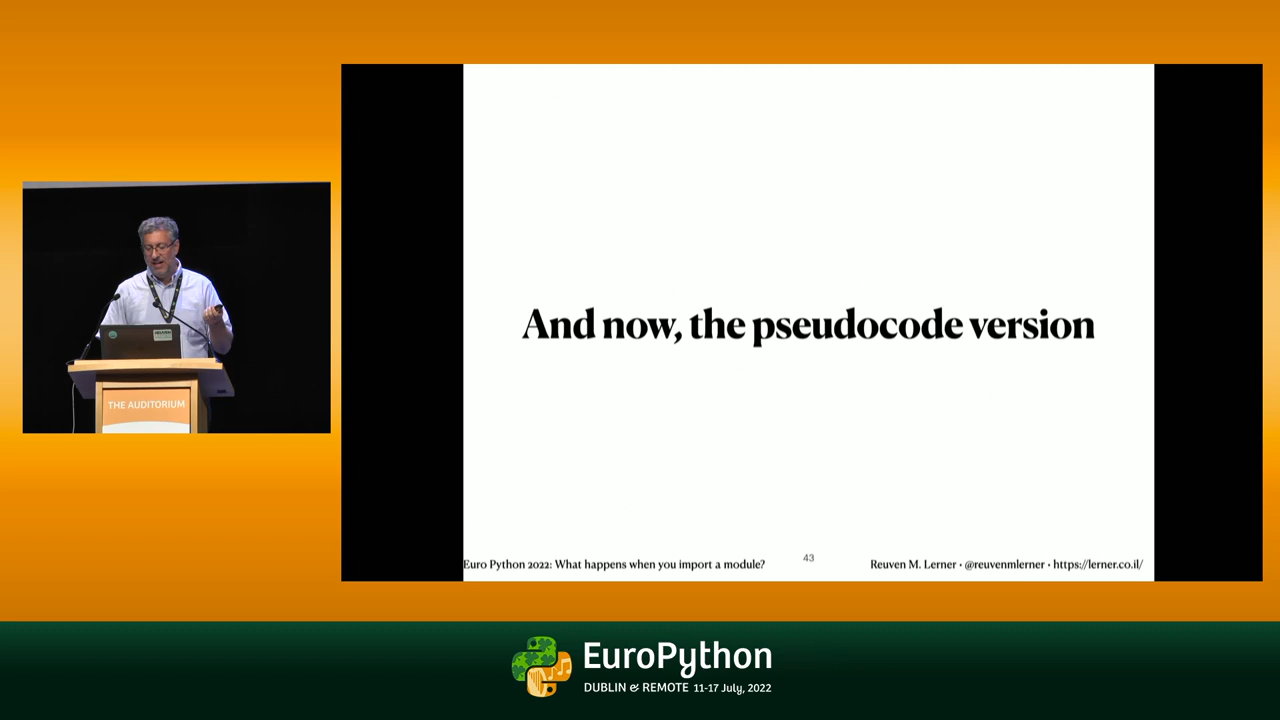 THE AUDITORIUM
And now, the pseudocode version
Euro Python 2022: What happens when you import a module?
43
Reuven M. Lerner • @reuvenmlerner • https://lerner.co.il/
EuroPython
DUBLIN & REMOTE 11-17 July, 2022